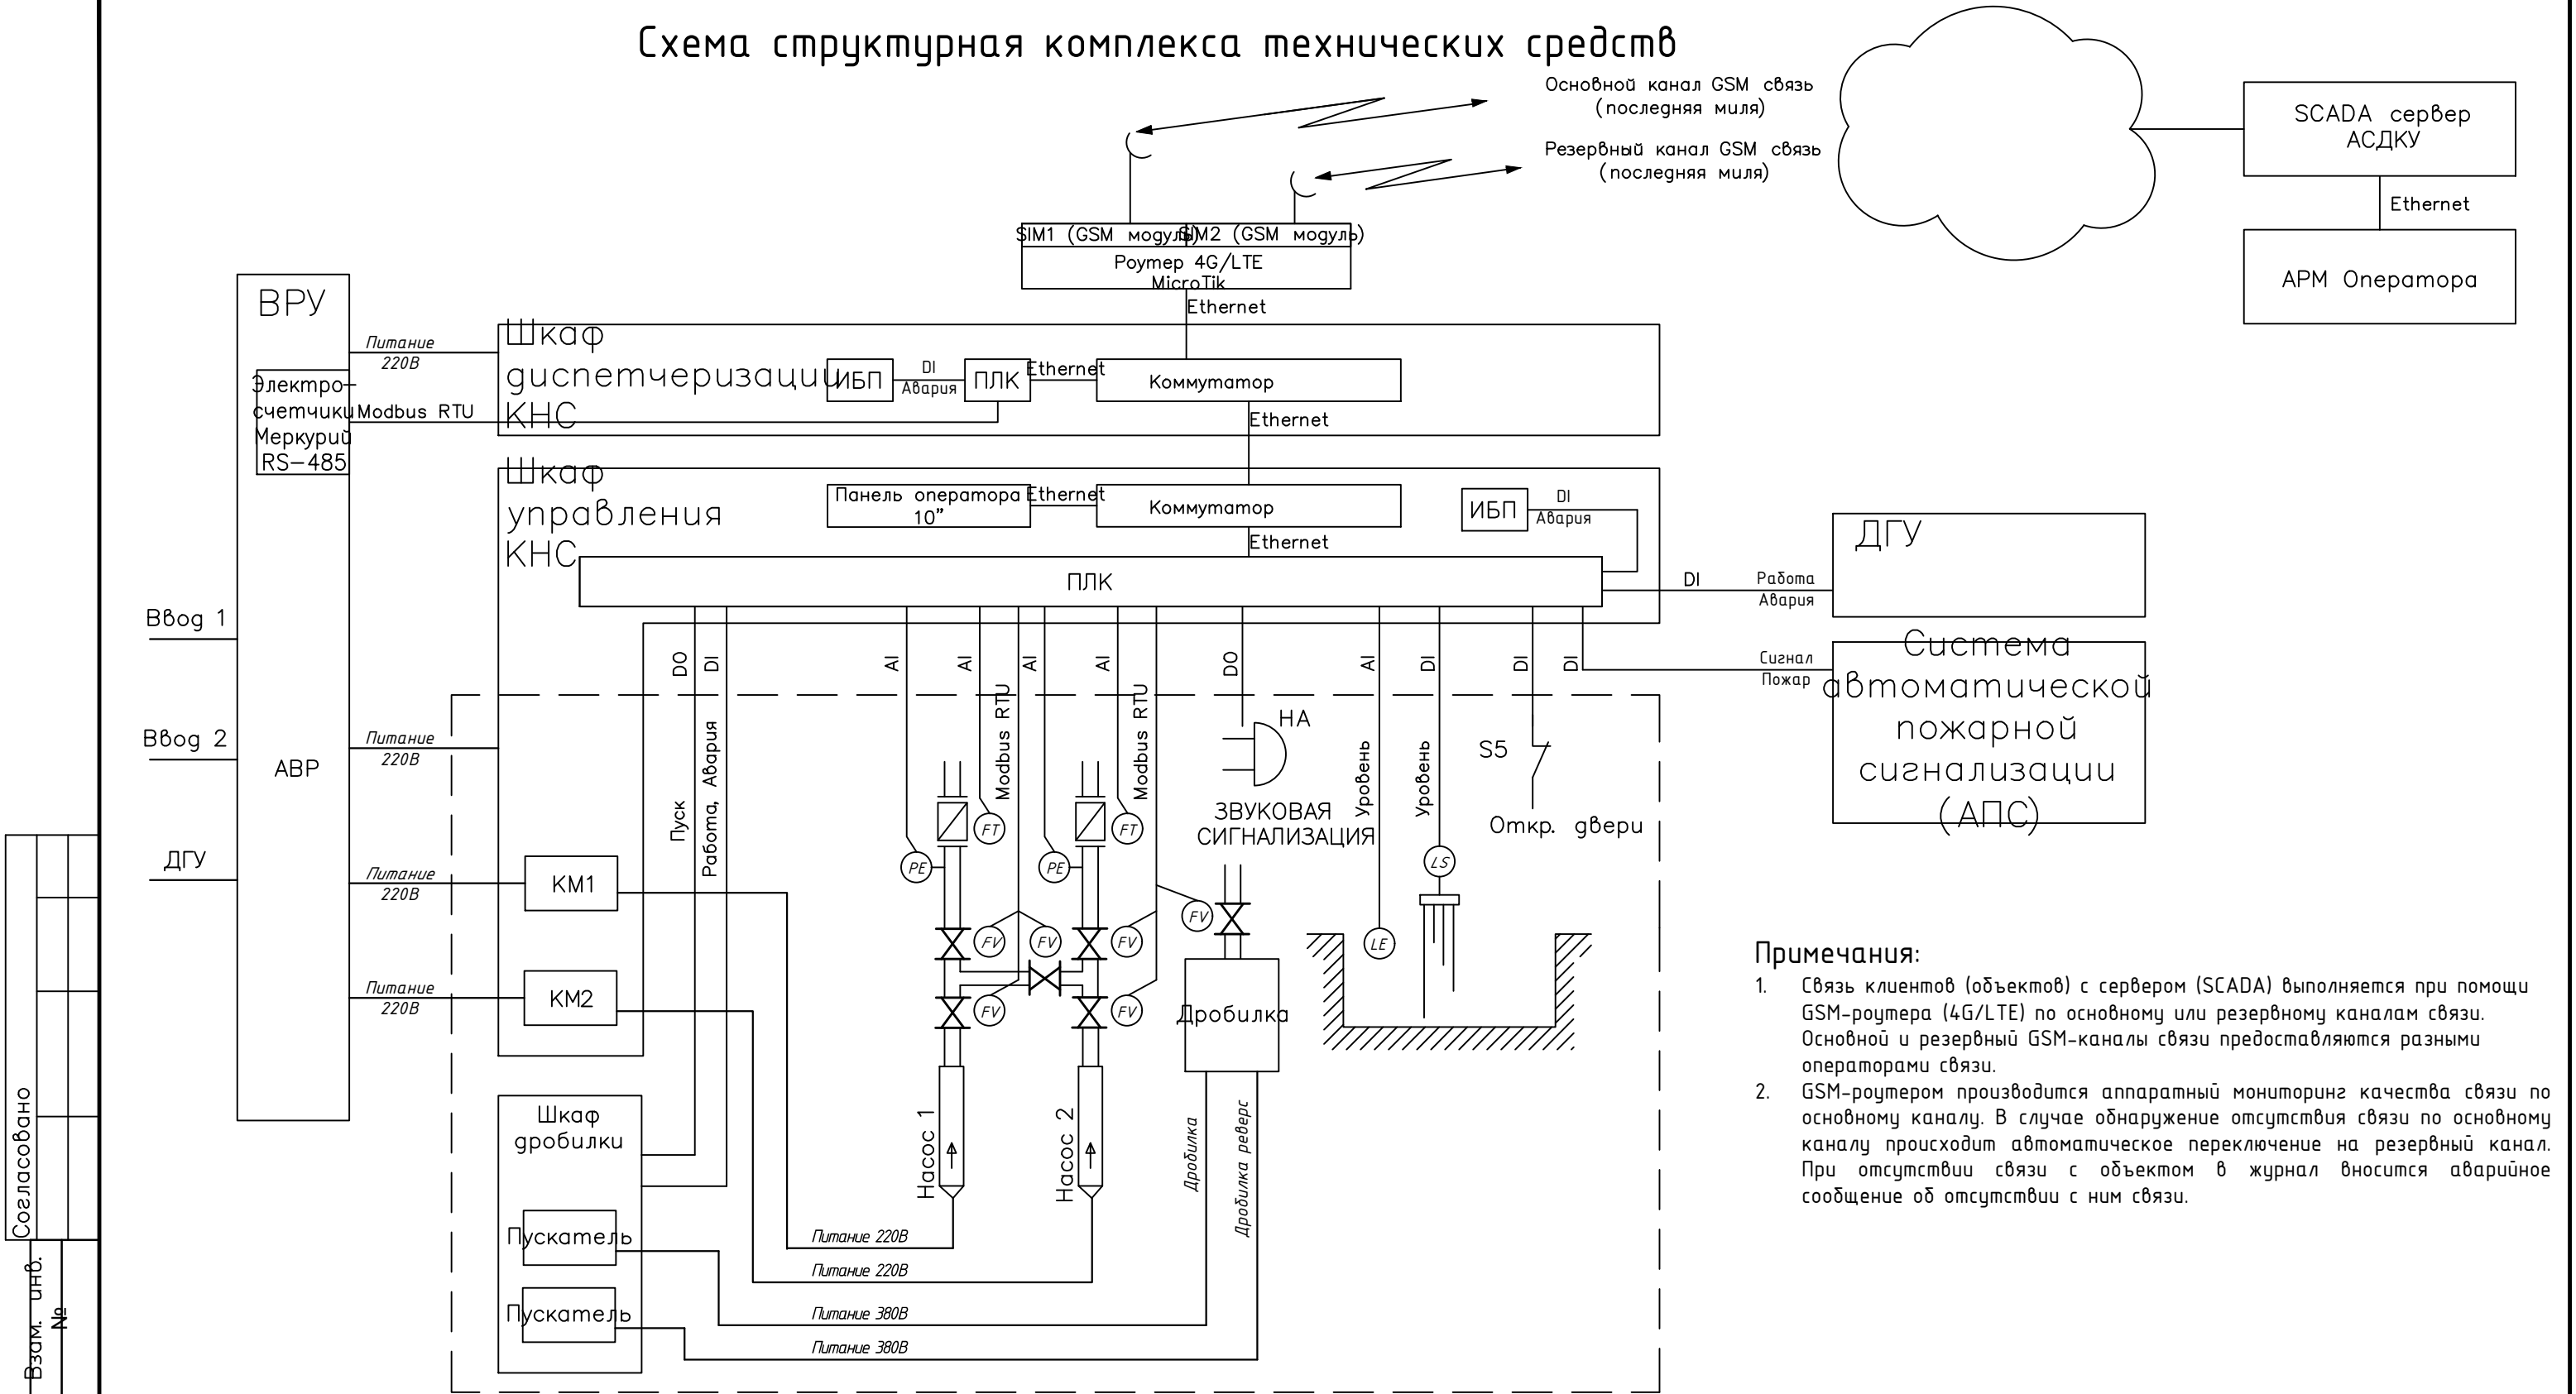 Схема структурная комплекса технических средств
Основной канал GSM связь
(последняя миля)
Резервный канал GSM связь
(последняя миля)
SCADA сервер
АСДКУ
Ethernet
АРМ Оператора
SIM1 (GSM модуль)
SIM2 (GSM модуль)
Роутер 4G/LTE
MicroTik
Ethernet
ВРУ
Электро-
счетчики
Меркурий
RS-485
АВР
Ввод 1
Ввод 2
ДГУ
Питание
220В
Modbus RTU
Шкаф
диспетчеризации
КНС
ИБП
DI
Авария
ПЛК
Ethernet
Коммутатор
Ethernet
Шкаф
управления
КНС
Панель оператора
10”
Ethernet
Коммутатор
ИБП
DI
Авария
Ethernet
ПЛК
DI
Работа
Авария
ДГУ
Сигнал
Пожар
Система
автоматической
пожарной
сигнализации
(АПС)
DO
DI
AI
AI
AI
AI
DO
AI
DI
DI
DI
Пуск
Работа, Авария
Modbus RTU
Modbus RTU
Уровень
Уровень
Питание
220В
Питание
220В
Питание
220В
КМ1
КМ2
НА
ЗВУКОВАЯ
СИГНАЛИЗАЦИЯ
S5
Откр. двери
FT
FT
PE
PE
LS
LE
FV
FV
FV
FV
FV
FV
Дробилка
Насос 1
Насос 2
Дробилка
Дробилка реверс
Шкаф
дробилки
Пускатель
Пускатель
Питание 220В
Питание 220В
Питание 380В
Питание 380В
Примечания:
1. Связь клиентов (объектов) с сервером (SCADA) выполняется при помощи
GSM-роутера (4G/LTE) по основному или резервному каналам связи.
Основной и резервный GSM-каналы связи предоставляются разными
операторами связи.
2. GSM-роутером производится аппаратный мониторинг качества связи по
основному каналу. В случае обнаружение отсутствия связи по основному
каналу происходит автоматическое переключение на резервный канал.
При отсутствии связи с объектом в журнал вносится аварийное
сообщение об отсутствии с ним связи.
Согласовано
Взам. инв.
№